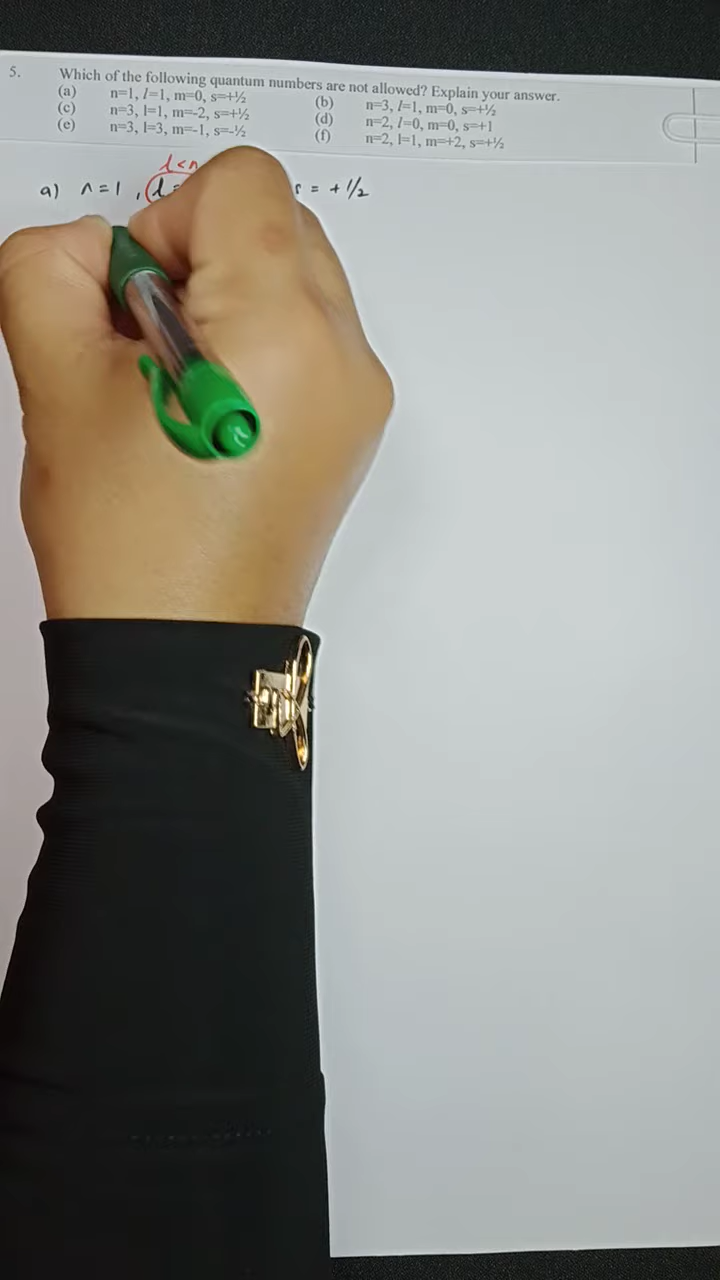 5. Which of the following quantum numbers are not allowed? Explain your answer.
(a) n=1, l=1, m=0, s=+½ (b) n=3, l=1, m=0, s=+½
(c) n=3, l=1, m=-2, s=+½ (d) n=2, l=0, m=0, s=+1
(e) n=3, l=3, m=-1, s=-½ (f) n=2, l=1, m=+2, s=+½
l<n
a) n = 1 , l = s = + 1/2